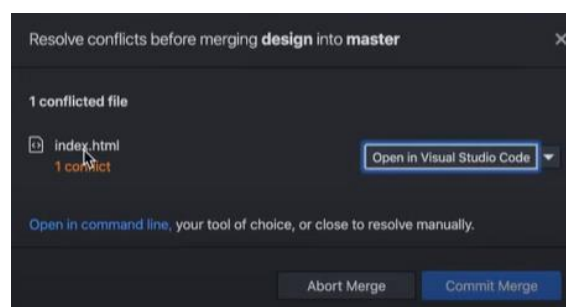 Resolve conflicts before merging design into master
1 conflicted file
index.html
1 conflict
Open in Visual Studio Code
Open in command line, your tool of choice, or close to resolve manually.
Abort Merge
Commit Merge